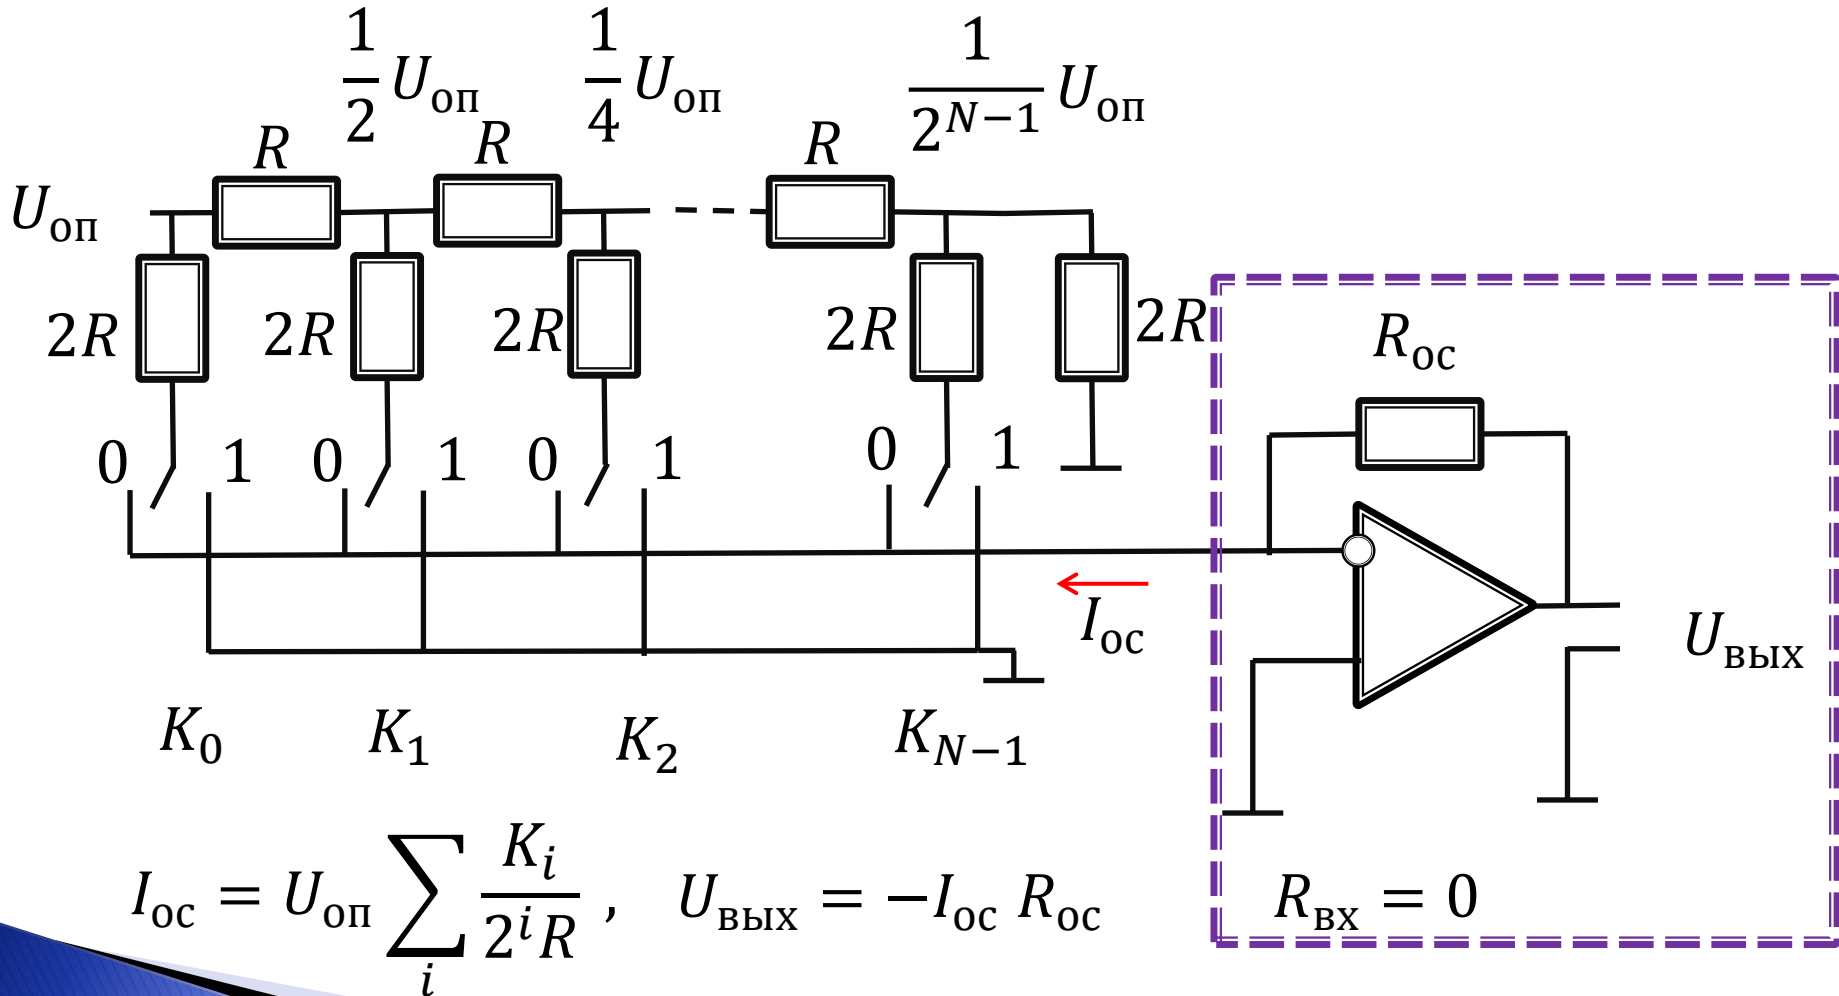 1/2 U_оп 1/4 U_оп 1/2^{N−1} U_оп
R R R
U_оп
2R 2R 2R 2R 2R
R_ос
0 1 0 1 0 1 0 1
I_ос
U_вых
K_0 K_1 K_2 K_{N−1}
I_ос = U_оп ∑_i K_i/2^i R , U_вых = −I_ос R_ос
R_вх = 0